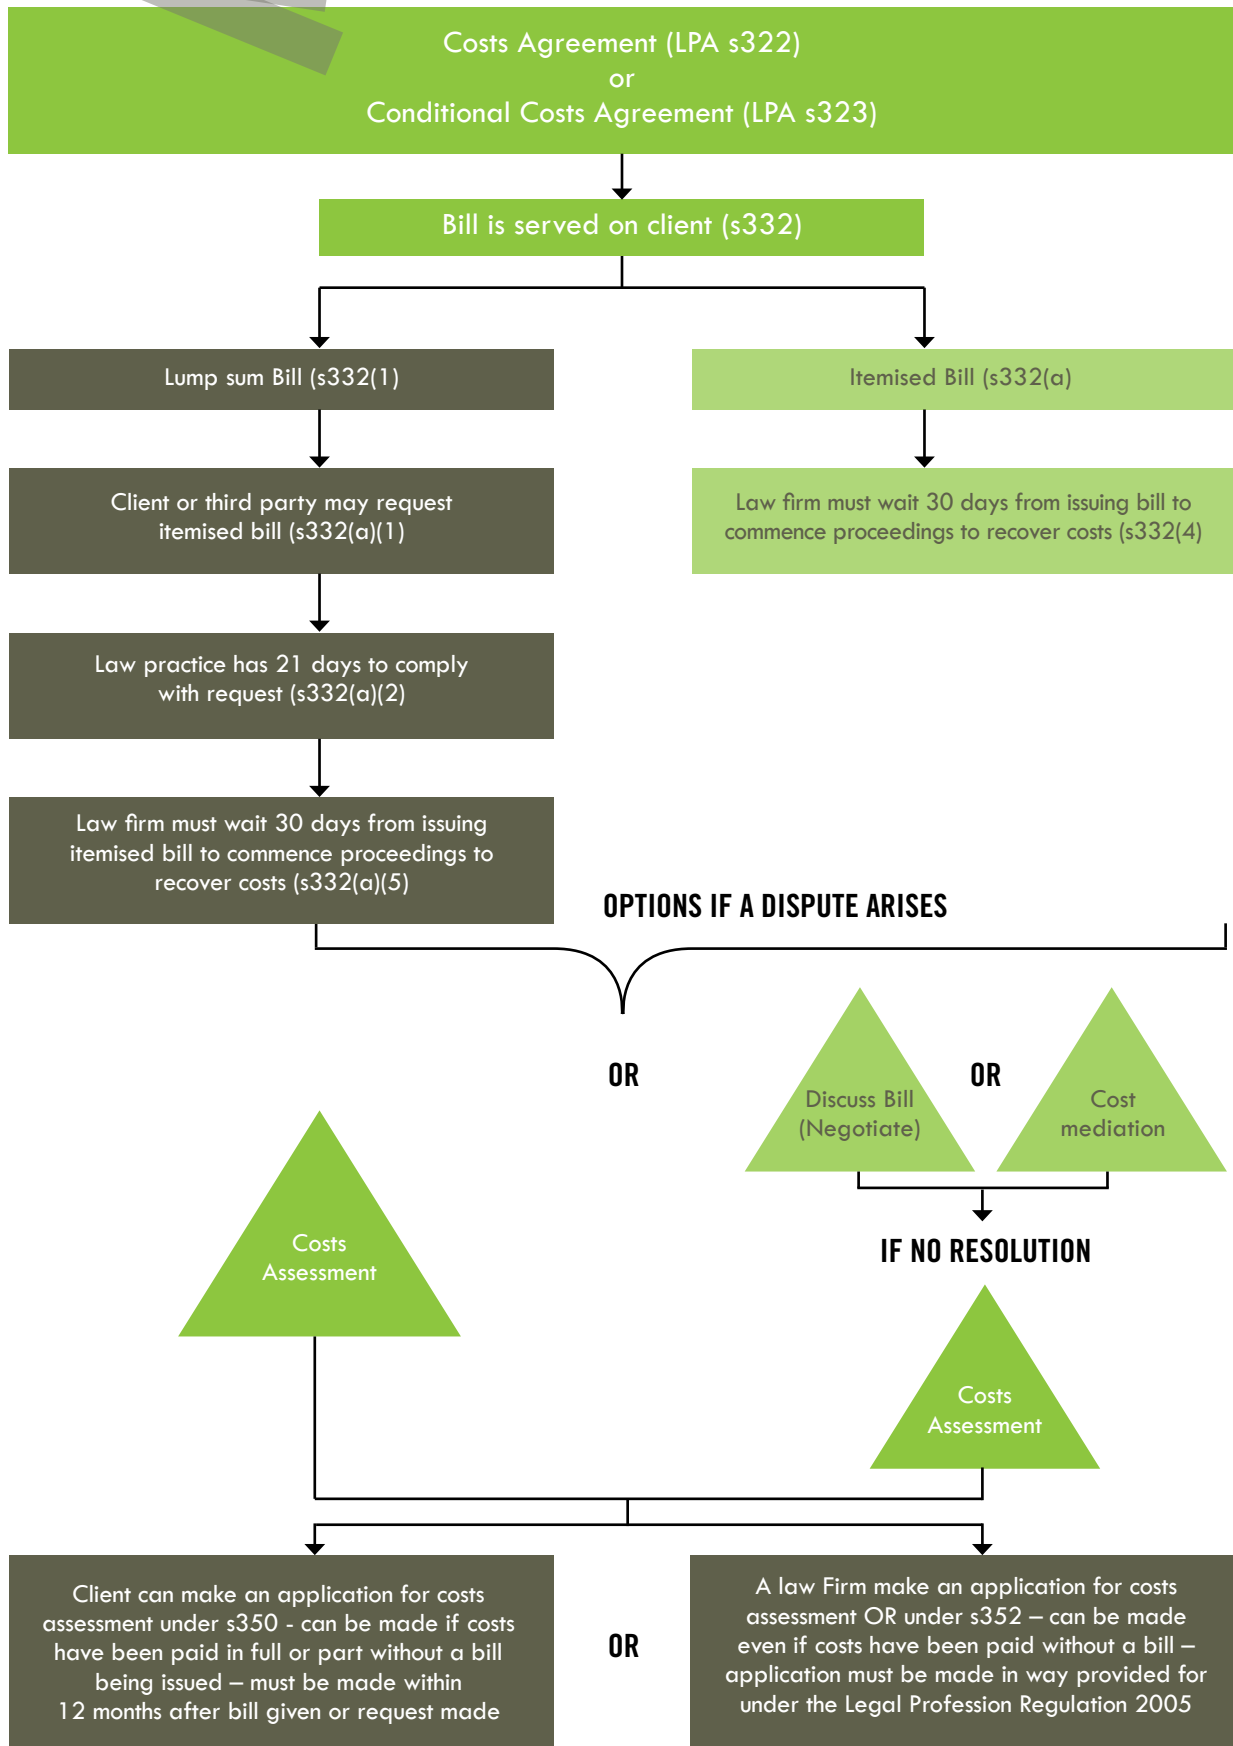 Costs Agreement (LPA s322)
or
Conditional Costs Agreement (LPA s323)
Bill is served on client (s332)
Lump sum Bill (s332(1)
Itemised Bill (s332(a)
Client or third party may request
itemised bill (s332(a)(1)
Law firm must wait 30 days from issuing bill to
commence proceedings to recover costs (s332(4)
Law practice has 21 days to comply
with request (s332(a)(2)
Law firm must wait 30 days from issuing
itemised bill to commence proceedings to
recover costs (s332(a)(5)
OPTIONS IF A DISPUTE ARISES
OR
Discuss Bill
(Negotiate)
OR
Cost
mediation
IF NO RESOLUTION
Costs
Assessment
Costs
Assessment
Client can make an application for costs
assessment under s350 - can be made if costs
have been paid in full or part without a bill
being issued – must be made within
12 months after bill given or request made
OR
A law Firm make an application for costs
assessment OR under s352 – can be made
even if costs have been paid without a bill –
application must be made in way provided for
under the Legal Profession Regulation 2005